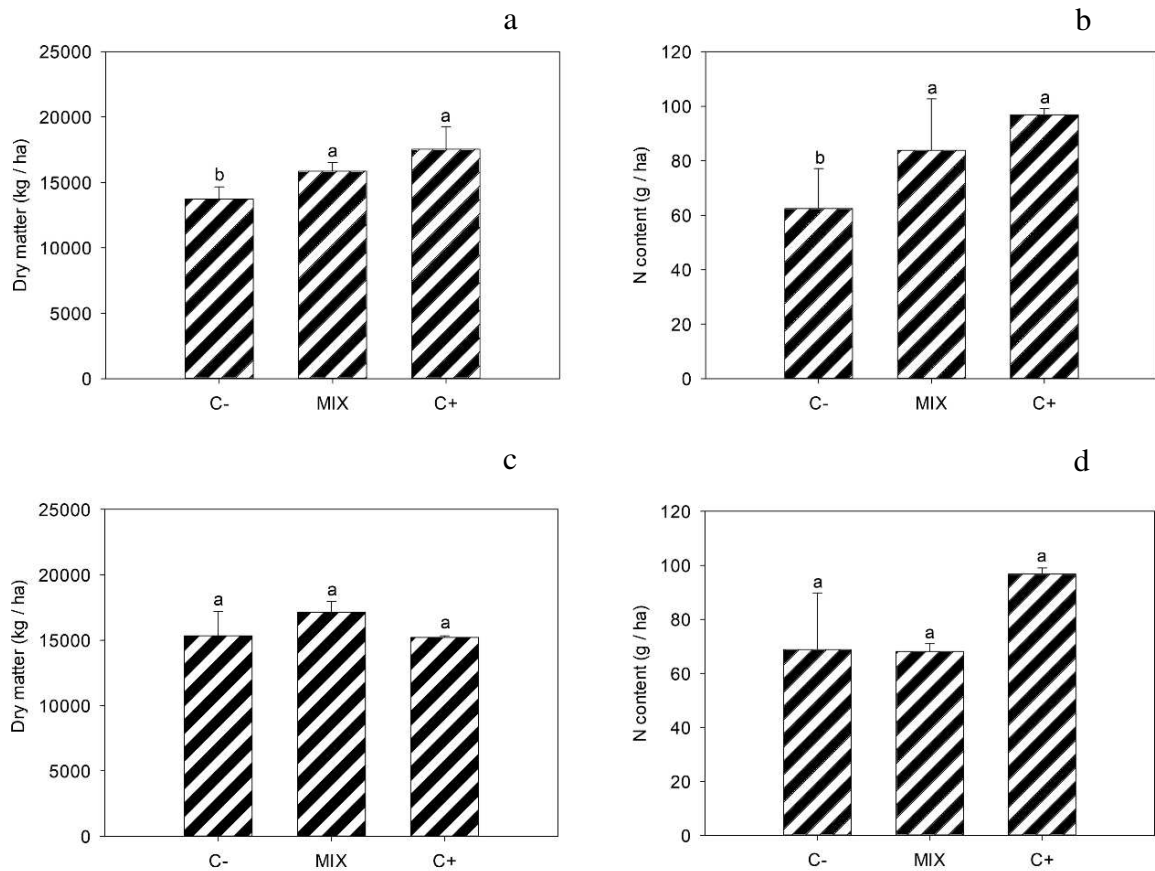 a
25000
20000
15000
10000
5000
0
Dry matter (kg / ha)
b
a
a
C-
MIX
C+
b
120
100
80
60
40
20
0
N content (g / ha)
b
a
a
C-
MIX
C+
c
25000
20000
15000
10000
5000
0
Dry matter (kg / ha)
a
a
a
C-
MIX
C+
d
120
100
80
60
40
20
0
N content (g / ha)
a
a
a
C-
MIX
C+